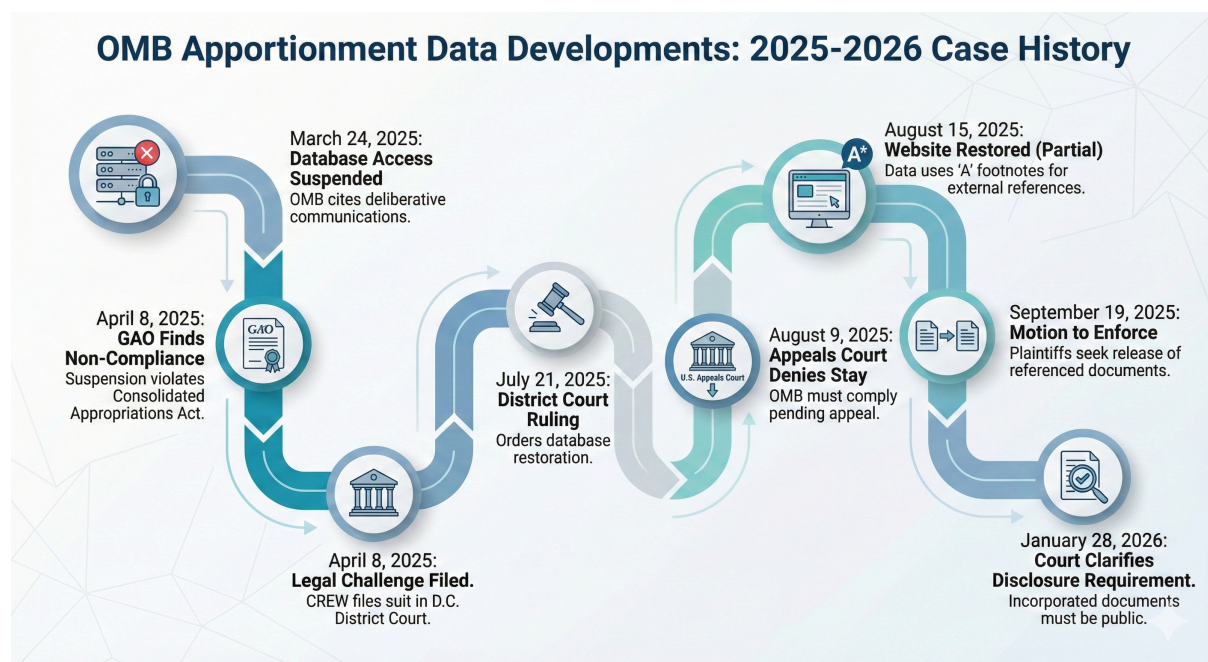 OMB Apportionment Data Developments: 2025-2026 Case History
March 24, 2025:
Database Access
Suspended
OMB cites deliberative
communications.
April 8, 2025:
GAO Finds
Non-Compliance
Suspension violates
Consolidated
Appropriations Act.
GAO
April 8, 2025:
Legal Challenge Filed.
CREW files suit in D.C.
District Court.
July 21, 2025:
District Court
Ruling
Orders database
restoration.
U.S. Appeals Court
August 9, 2025:
Appeals Court
Denies Stay
OMB must comply
pending appeal.
A*
August 15, 2025:
Website Restored (Partial)
Data uses ‘A’ footnotes for
external references.
September 19, 2025:
Motion to Enforce
Plaintiffs seek release of
referenced documents.
January 28, 2026:
Court Clarifies
Disclosure Requirement.
Incorporated documents
must be public.